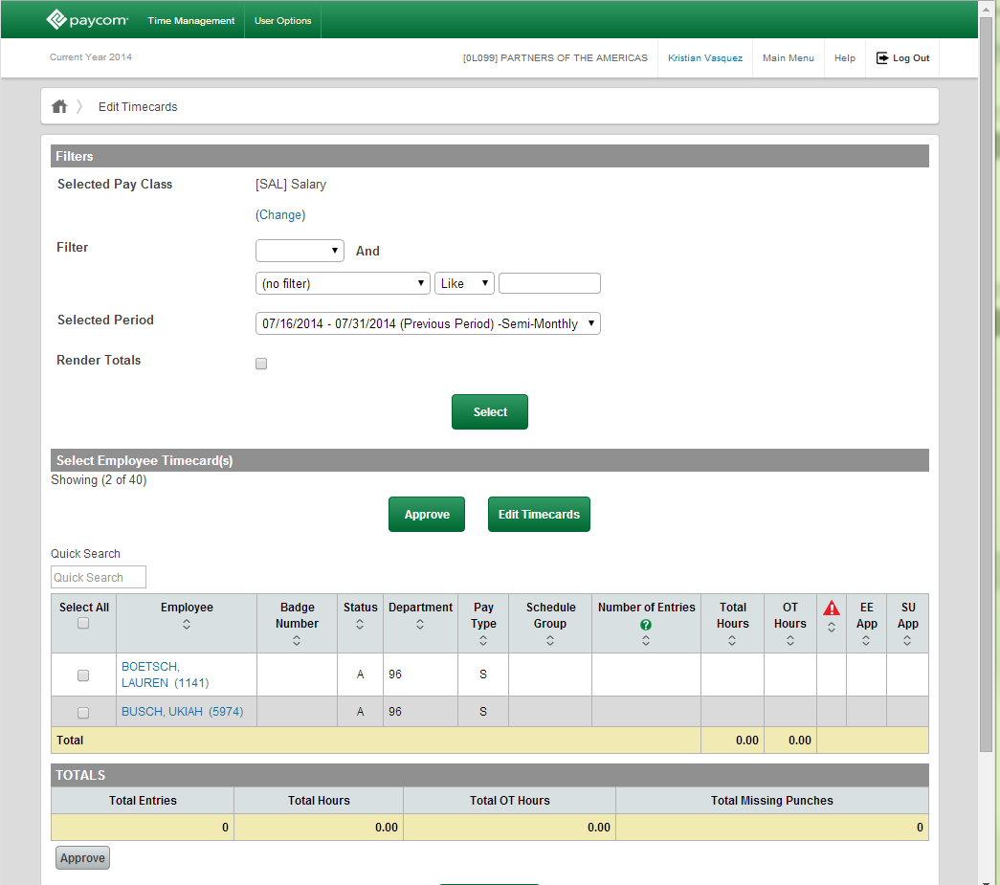 paycom Time Management User Options
Current Year 2014 [0L099] PARTNERS OF THE AMERICAS Kristian Vasquez Main Menu Help Log Out
Edit Timecards
Filters
Selected Pay Class [SAL] Salary
(Change)
Filter And
(no filter) Like
Selected Period 07/16/2014 - 07/31/2014 (Previous Period) -Semi-Monthly
Render Totals
Select
Select Employee Timecard(s)
Showing (2 of 40)
Approve Edit Timecards
Quick Search
Quick Search
Select All Employee Badge Number Status Department Pay Type Schedule Group Number of Entries ? Total Hours OT Hours EE App SU App
BOETSCH,
LAUREN (1141) A 96 S
BUSCH, UKIAH (5974) A 96 S
Total 0.00 0.00
TOTALS
Total Entries Total Hours Total OT Hours Total Missing Punches
0 0.00 0.00 0
Approve